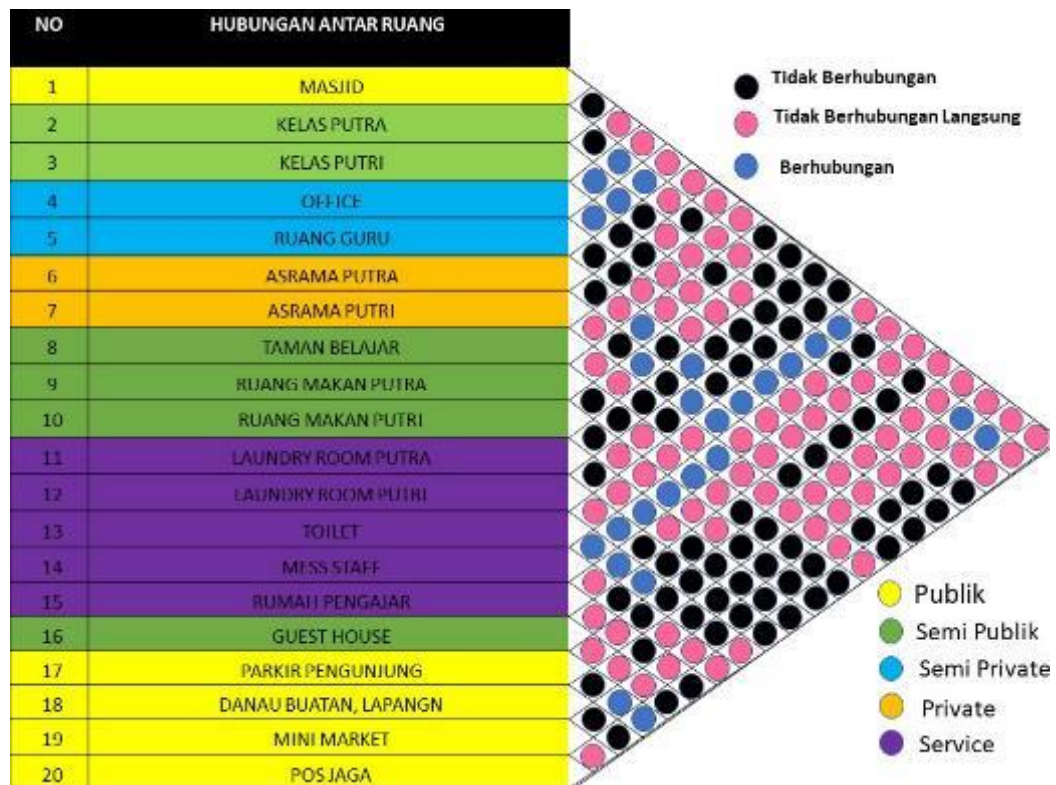 NO HUBUNGAN ANTAR RUANG
1 MASJID
2 KELAS PUTRA
3 KELAS PUTRI
4 OFFICE
5 RUANG GURU
6 ASRAMA PUTRA
7 ASRAMA PUTRI
8 TAMAN BELAJAR
9 RUANG MAKAN PUTRA
10 RUANG MAKAN PUTRI
11 LAUNDRY ROOM PUTRA
12 LAUNDRY ROOM PUTRI
13 TOILET
14 MESS STAFF
15 RUMAH PENGAJAR
16 GUEST HOUSE
17 PARKIR PENGUNJUNG
18 DANAU BUATAN, LAPANGN
19 MINI MARKET
20 POS JAGA
Tidak Berhubungan
Tidak Berhubungan Langsung
Berhubungan
Publik
Semi Publik
Semi Private
Private
Service